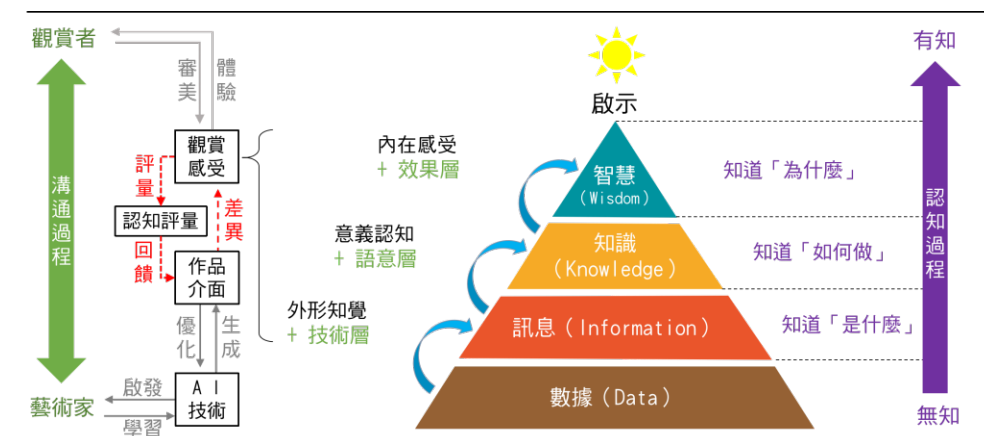 觀賞者
審美
體驗
觀賞
感受
評量
差異
認知評量
回饋
作品
介面
優化
生成
AI
技術
啟發
學習
藝術家
溝通過程
內在感受
+ 效果層
意義認知
+ 語意層
外形知覺
+ 技術層
啟示
智慧
(Wisdom)
知識
(Knowledge)
訊息(Information)
數據(Data)
知道「為什麼」
知道「如何做」
知道「是什麼」
有知
認知過程
無知